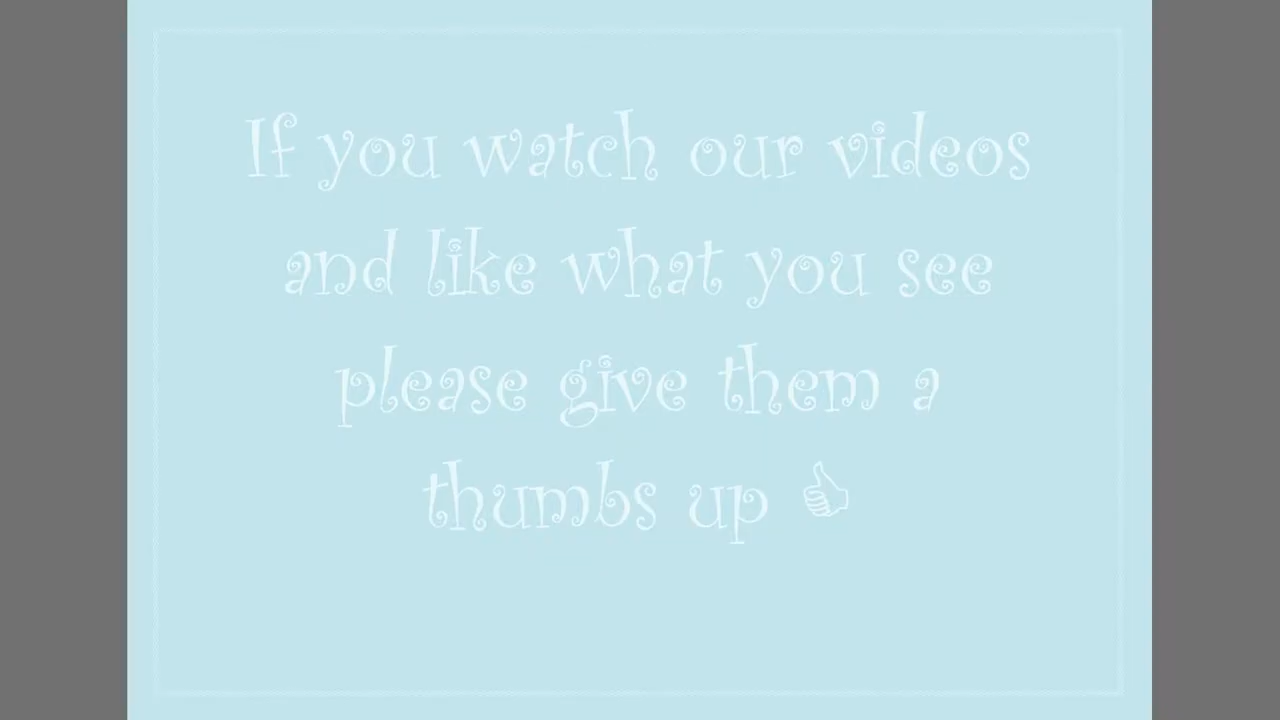 If you watch our videos
and like what you see
please give them a
thumbs up 👍